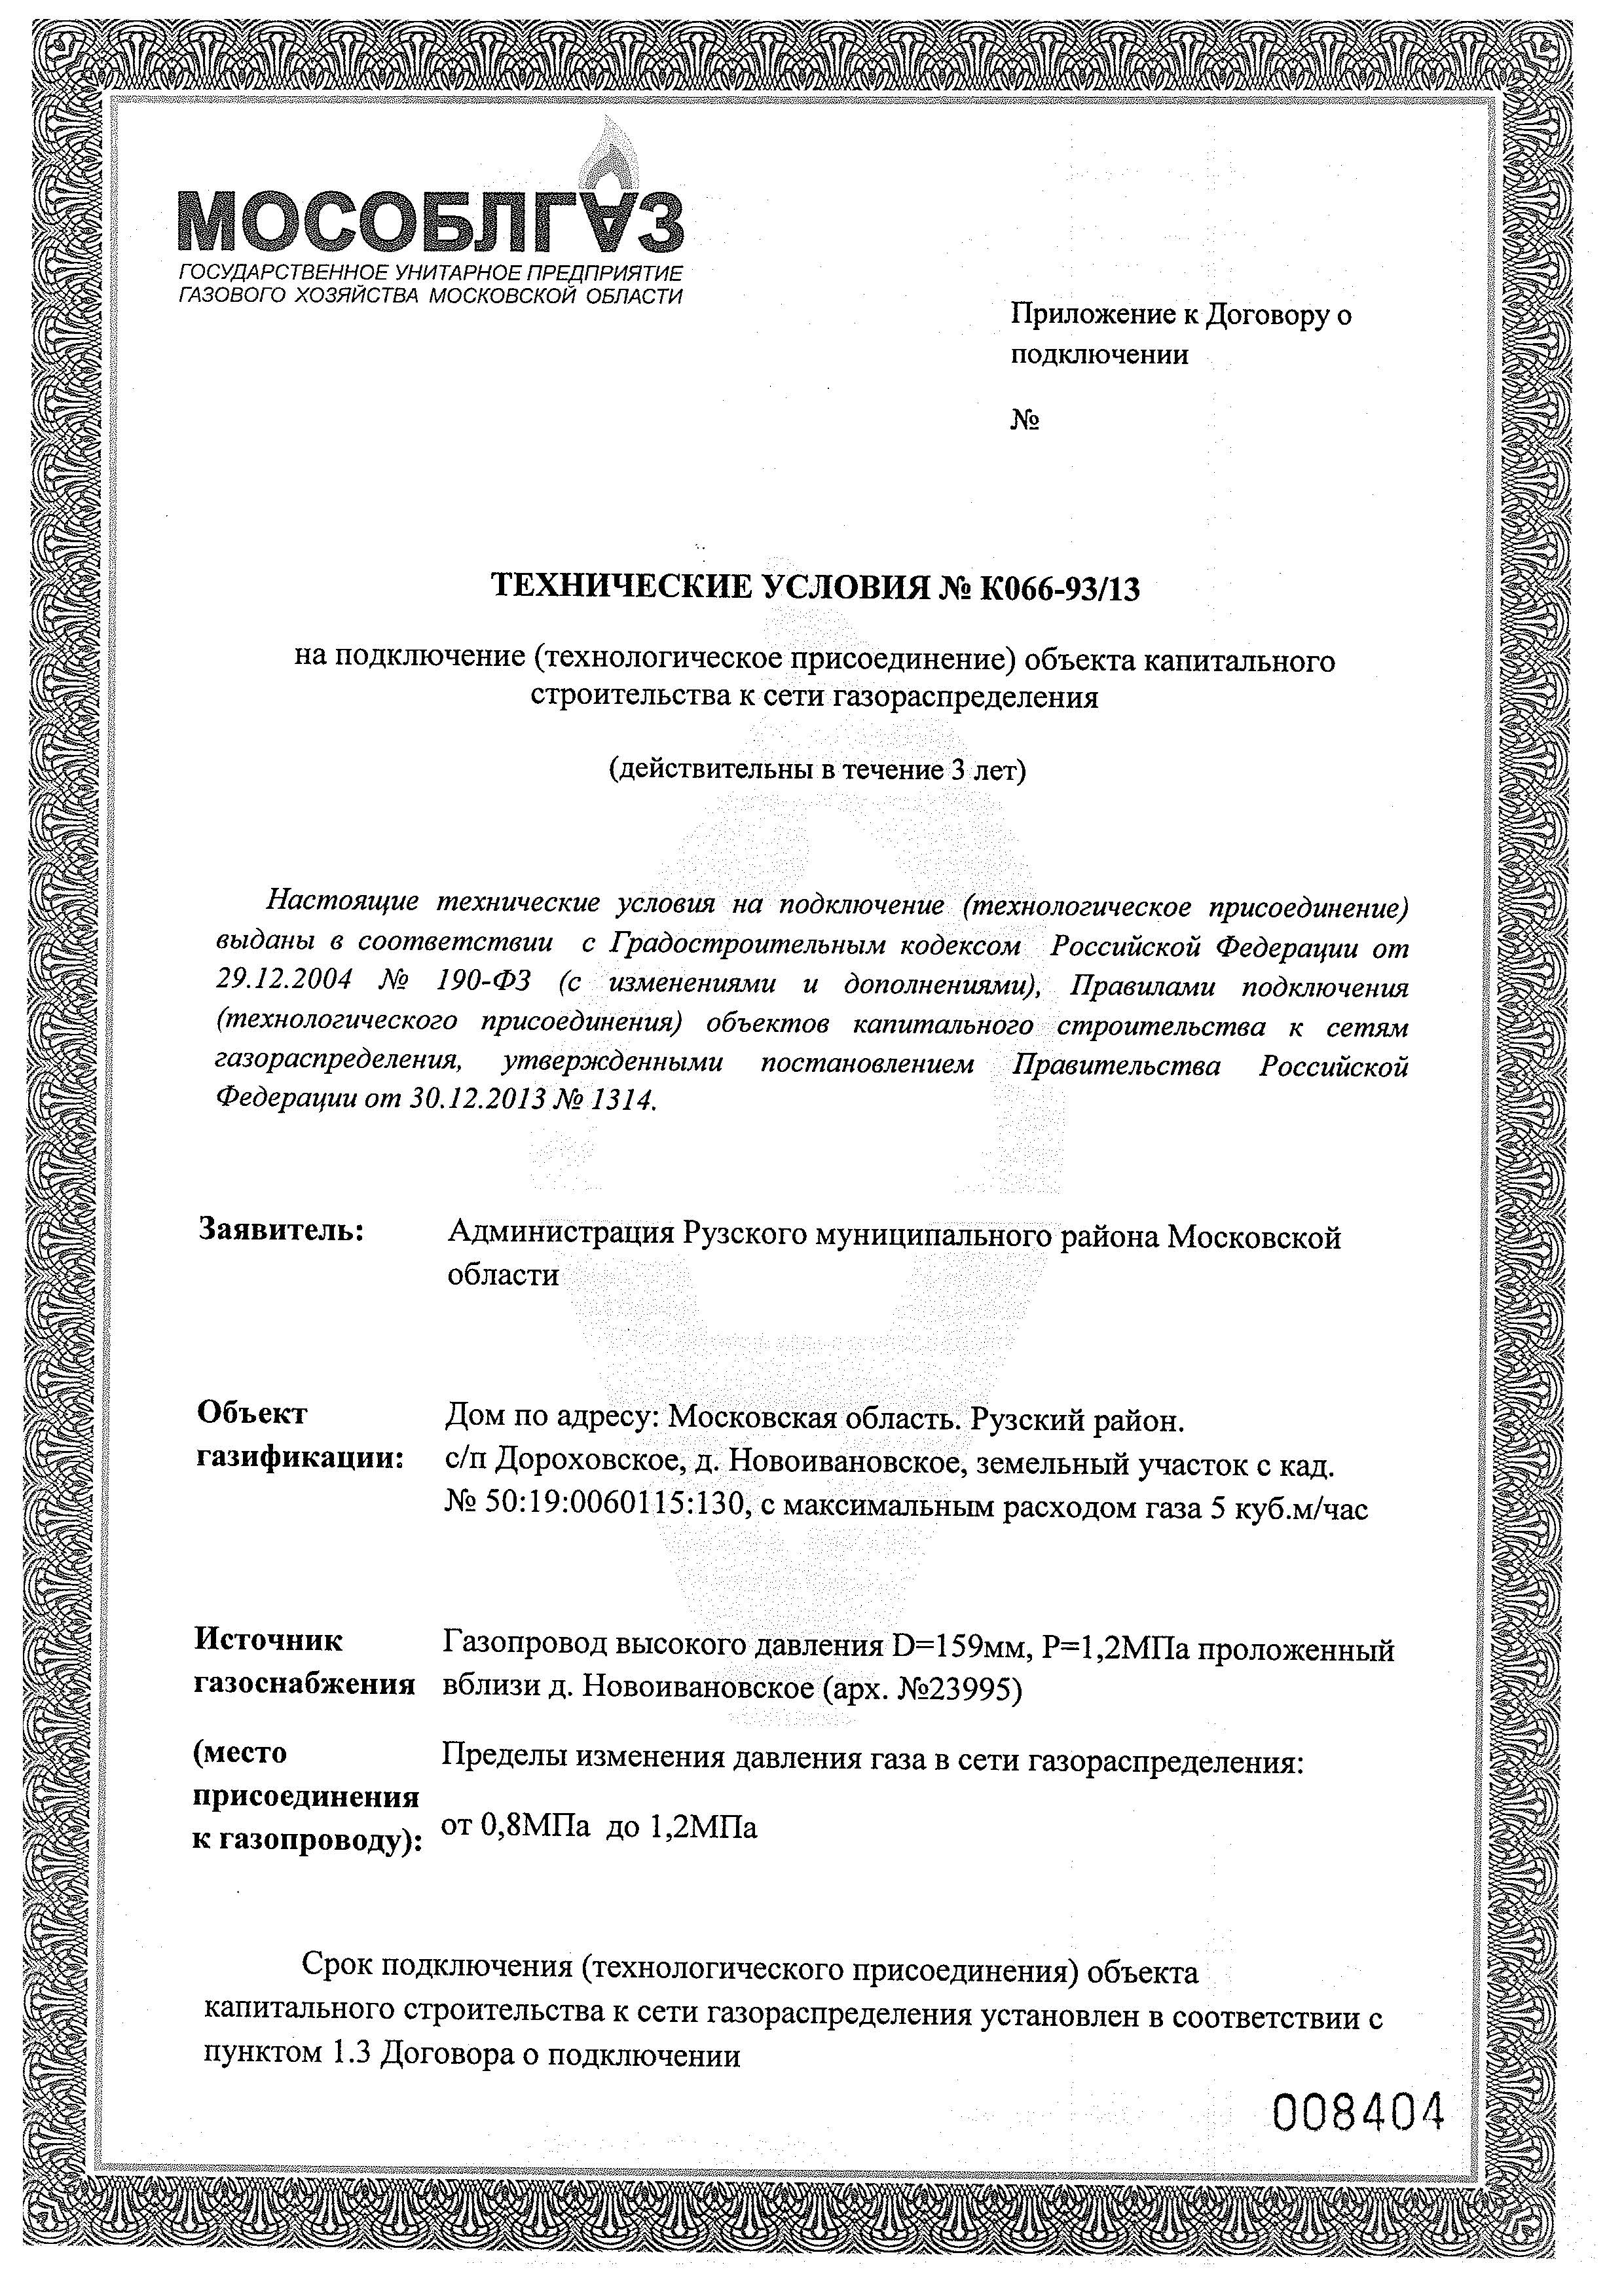 МОСОБЛГАЗ
ГОСУДАРСТВЕННОЕ УНИТАРНОЕ ПРЕДПРИЯТИЕ
ГАЗОВОГО ХОЗЯЙСТВА МОСКОВСКОЙ ОБЛАСТИ
Приложение к Договору о
подключении
№
ТЕХНИЧЕСКИЕ УСЛОВИЯ № К066-93/13
на подключение (технологическое присоединение) объекта капитального
строительства к сети газораспределения
(действительны в течение 3 лет)
Настоящие технические условия на подключение (технологическое присоединение)
выданы в соответствии с Градостроительным кодексом Российской Федерации от
29.12.2004 № 190-ФЗ (с изменениями и дополнениями), Правилами подключения
(технологического присоединения) объектов капитального строительства к сетям
газораспределения, утвержденными постановлением Правительства Российской
Федерации от 30.12.2013 № 1314.
Заявитель: Администрация Рузского муниципального района Московской
области
Объект Дом по адресу: Московская область. Рузский район.
газификации: с/п Дороховское, д. Новоивановское, земельный участок с кад.
№ 50:19:0060115:130, с максимальным расходом газа 5 куб.м/час
Источник Газопровод высокого давления D=159мм, Р=1,2МПа проложенный
газоснабжения вблизи д. Новоивановское (арх. №23995)
(место Пределы изменения давления газа в сети газораспределения:
присоединения
к газопроводу): от 0,8МПа до 1,2МПа
Срок подключения (технологического присоединения) объекта
капитального строительства к сети газораспределения установлен в соответствии с
пунктом 1.3 Договора о подключении
008404